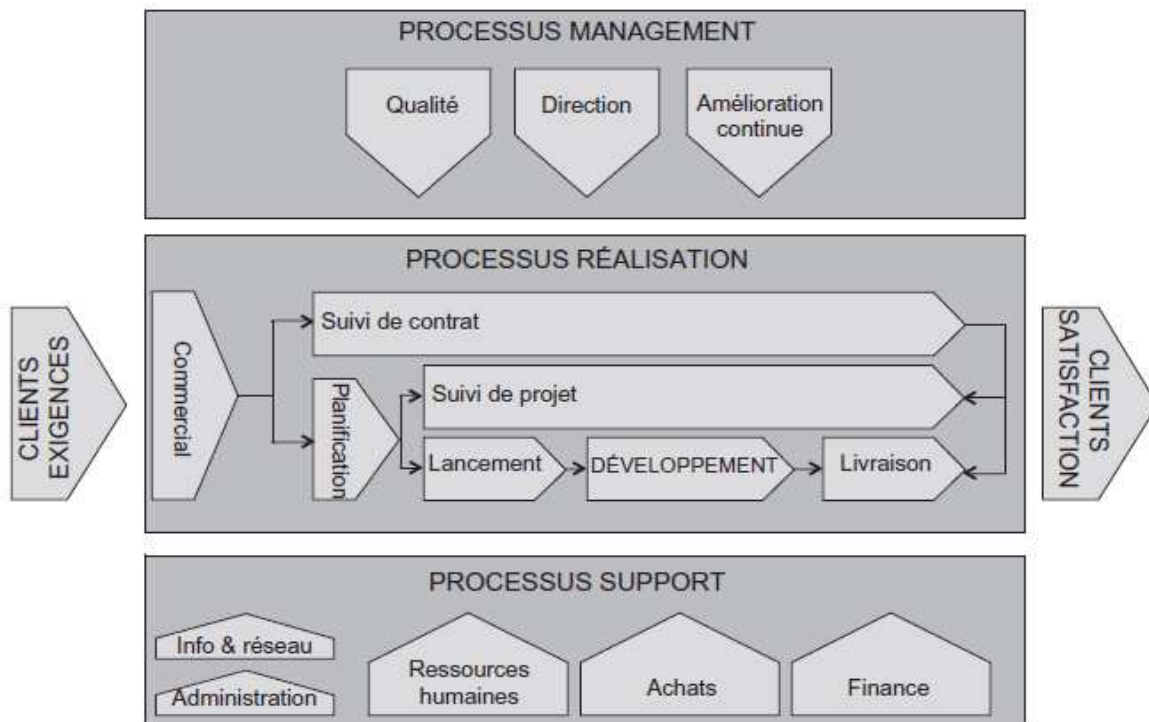 PROCESSUS MANAGEMENT
Qualité
Direction
Amélioration
continue
PROCESSUS RÉALISATION
CLIENTS
EXIGENCES
Commercial
Suivi de contrat
Planification
Suivi de projet
Lancement
DÉVELOPPEMENT
Livraison
CLIENTS
SATISFACTION
PROCESSUS SUPPORT
Info & réseau
Administration
Ressources
humaines
Achats
Finance